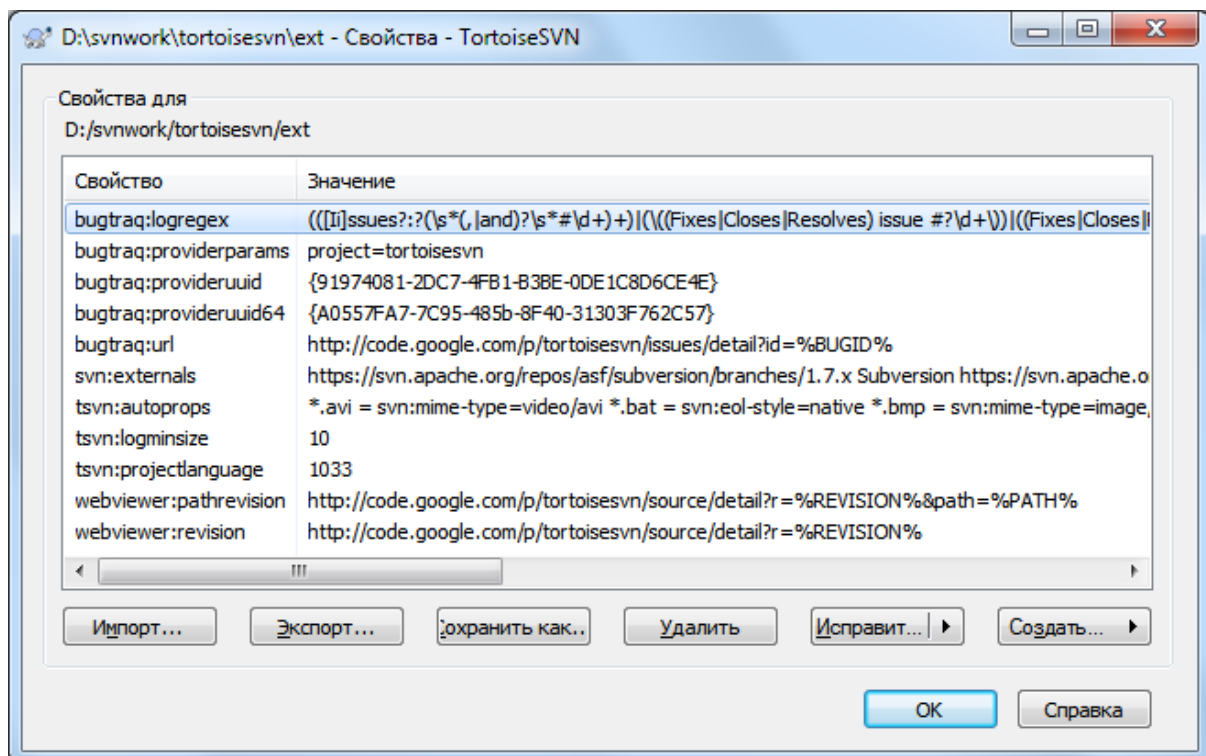 D:\svnwork\tortoisesvn\ext - Свойства - TortoiseSVN
Свойства для
D:/svnwork/tortoisesvn/ext
Свойство Значение
bugtraq:logregex (([Ii]ssues?:?(\s*(,|and)?\s*#\d+)+)|(\((Fixes|Closes|Resolves) issue #?\d+\))|((Fixes|Closes|
bugtraq:providerparams project=tortoisesvn
bugtraq:provideruuid {91974081-2DC7-4FB1-B3BE-0DE1C8D6CE4E}
bugtraq:provideruuid64 {A0557FA7-7C95-485b-8F40-31303F762C57}
bugtraq:url http://code.google.com/p/tortoisesvn/issues/detail?id=%BUGID%
svn:externals https://svn.apache.org/repos/asf/subversion/branches/1.7.x Subversion https://svn.apache.o
tsvn:autoprops *.avi = svn:mime-type=video/avi *.bat = svn:eol-style=native *.bmp = svn:mime-type=image,
tsvn:logminsize 10
tsvn:projectlanguage 1033
webviewer:pathrevision http://code.google.com/p/tortoisesvn/source/detail?r=%REVISION%&path=%PATH%
webviewer:revision http://code.google.com/p/tortoisesvn/source/detail?r=%REVISION%
Импорт... Экспорт... Сохранить как.. Удалить Исправит... Создать...
OK Справка